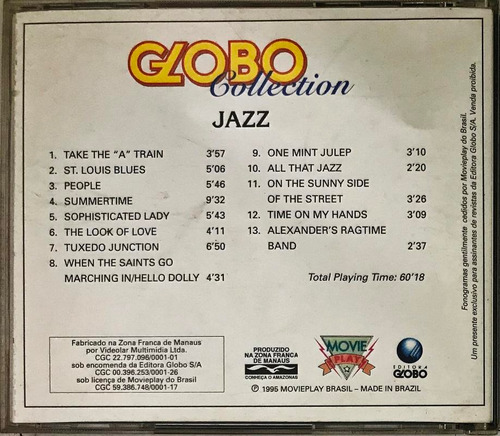 GLOBO
Collection
JAZZ
1. TAKE THE "A" TRAIN 3'57
2. ST. LOUIS BLUES 5'06
3. PEOPLE 5'46
4. SUMMERTIME 9'32
5. SOPHISTICATED LADY 5'43
6. THE LOOK OF LOVE 4'11
7. TUXEDO JUNCTION 6'50
8. WHEN THE SAINTS GO
MARCHING IN/HELLO DOLLY 4'31
9. ONE MINT JULEP 3'10
10. ALL THAT JAZZ 2'20
11. ON THE SUNNY SIDE
OF THE STREET 3'26
12. TIME ON MY HANDS 3'09
13. ALEXANDER'S RAGTIME
BAND 2'37
Total Playing Time: 60'18
Fabricado na Zona Franca de Manaus
por Videolar Multimidia Ltda.
CGC 22.797.096/0001-01
sob encomenda da Editora Globo S/A
CGC 00.396.253/0001-26
sob licença de Movieplay do Brasil
CGC 59.386.748/0001-17
PRODUZIDO
NA ZONA FRANCA
DE MANAUS
CONHEÇA O AMAZONAS
MOVIE
PLAY
EDITORA
GLOBO
© 1995 MOVIEPLAY BRASIL - MADE IN BRAZIL
Fonogramas gentilmente cedidos por Movieplay do Brasil.
Um presente exclusivo para assinantes de revistas da Editora Globo S/A. Venda proibida.